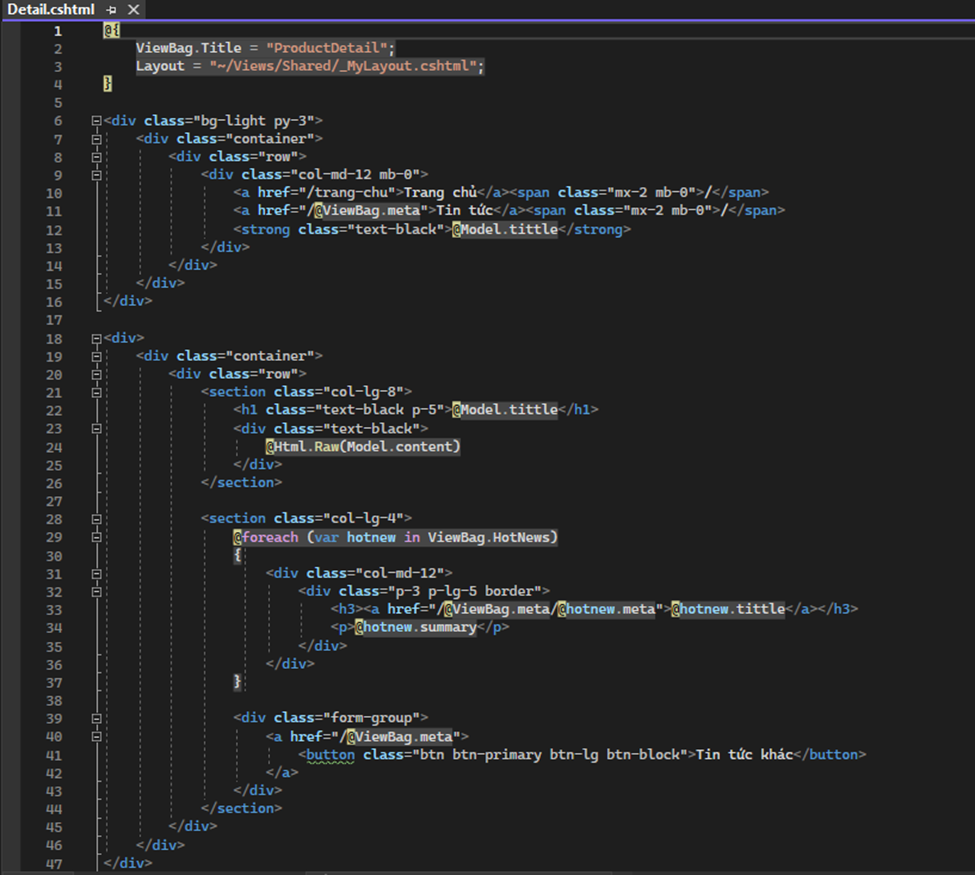 Detail.cshtml
1 @{
2 ViewBag.Title = "ProductDetail";
3 Layout = "~/Views/Shared/_MyLayout.cshtml";
4 }
5
6 <div class="bg-light py-3">
7 <div class="container">
8 <div class="row">
9 <div class="col-md-12 mb-0">
10 <a href="/trang-chu">Trang chủ</a><span class="mx-2 mb-0">/</span>
11 <a href="/@ViewBag.meta">Tin tức</a><span class="mx-2 mb-0">/</span>
12 <strong class="text-black">@Model.tittle</strong>
13 </div>
14 </div>
15 </div>
16 </div>
17
18 <div>
19 <div class="container">
20 <div class="row">
21 <section class="col-lg-8">
22 <h1 class="text-black p-5">@Model.tittle</h1>
23 <div class="text-black">
24 @Html.Raw(Model.content)
25 </div>
26 </section>
27
28 <section class="col-lg-4">
29 @foreach (var hotnew in ViewBag.HotNews)
30 {
31 <div class="col-md-12">
32 <div class="p-3 p-lg-5 border">
33 <h3><a href="/@ViewBag.meta/@hotnew.meta">@hotnew.tittle</a></h3>
34 <p>@hotnew.summary</p>
35 </div>
36 </div>
37 }
38
39 <div class="form-group">
40 <a href="/@ViewBag.meta">
41 <button class="btn btn-primary btn-lg btn-block">Tin tức khác</button>
42 </a>
43 </div>
44 </section>
45 </div>
46 </div>
47 </div>